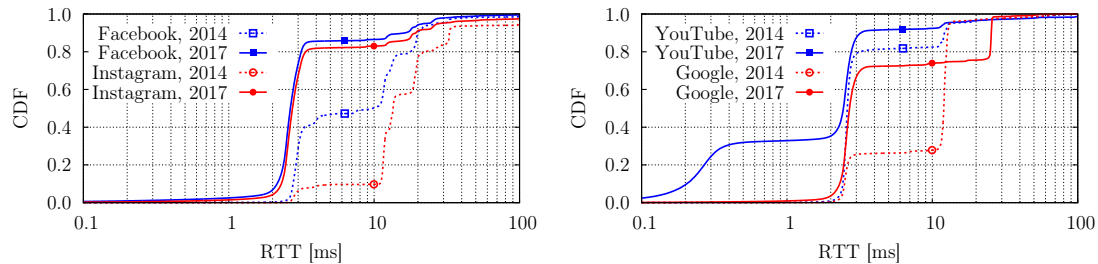 1.0
0.8
0.6
0.4
0.2
0.0
CDF
Facebook, 2014
Facebook, 2017
Instagram, 2014
Instagram, 2017
0.1 1 10 100
RTT [ms]
1.0
0.8
0.6
0.4
0.2
0.0
CDF
YouTube, 2014
YouTube, 2017
Google, 2014
Google, 2017
0.1 1 10 100
RTT [ms]